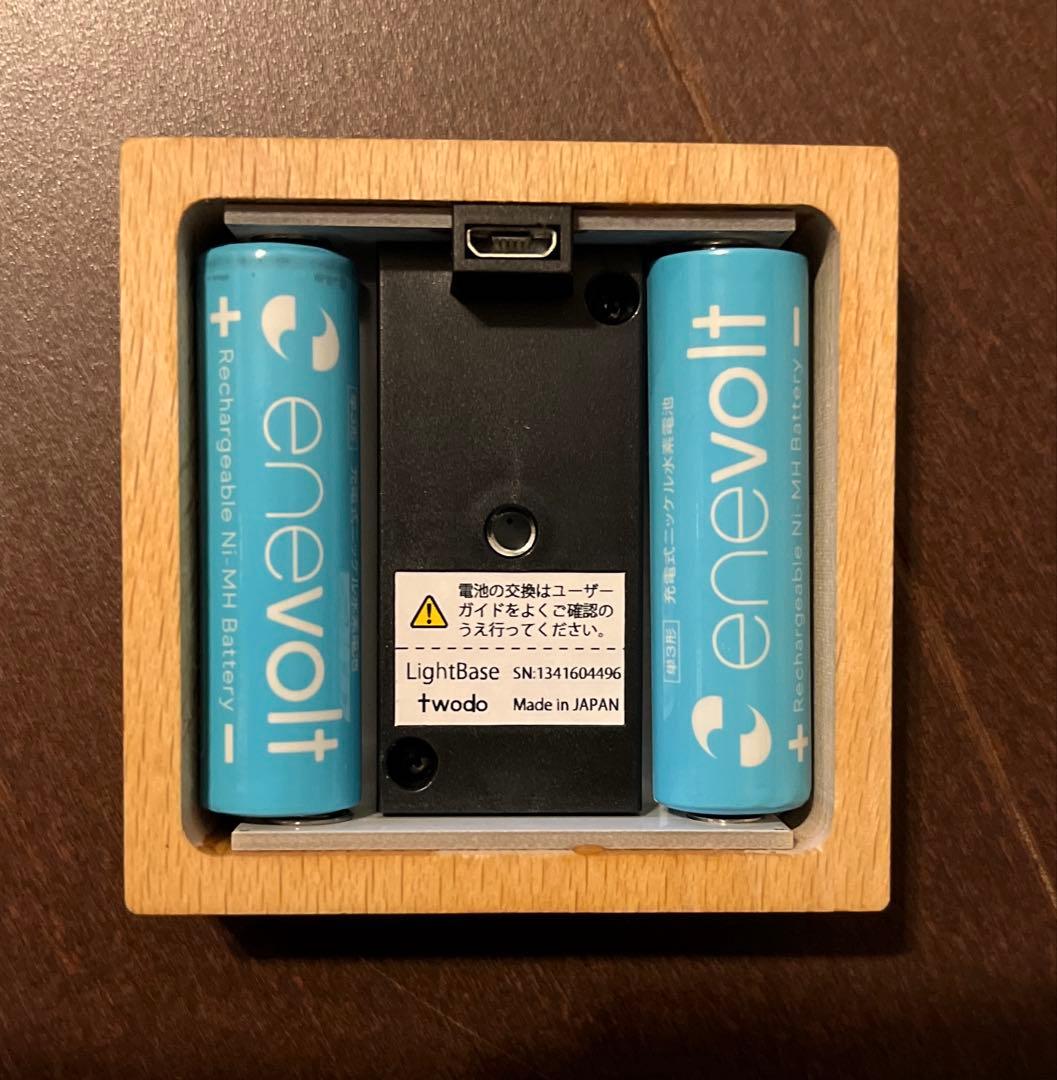 + Rechargeable Ni-MH Battery −
enevolt
電池の交換はユーザー
ガイドをよくご確認の
うえ行ってください。
LightBase SN:1341604496
twodo Made in JAPAN
単3形 充電式ニッケル水素電池
enevolt
+ Rechargeable Ni-MH Battery −